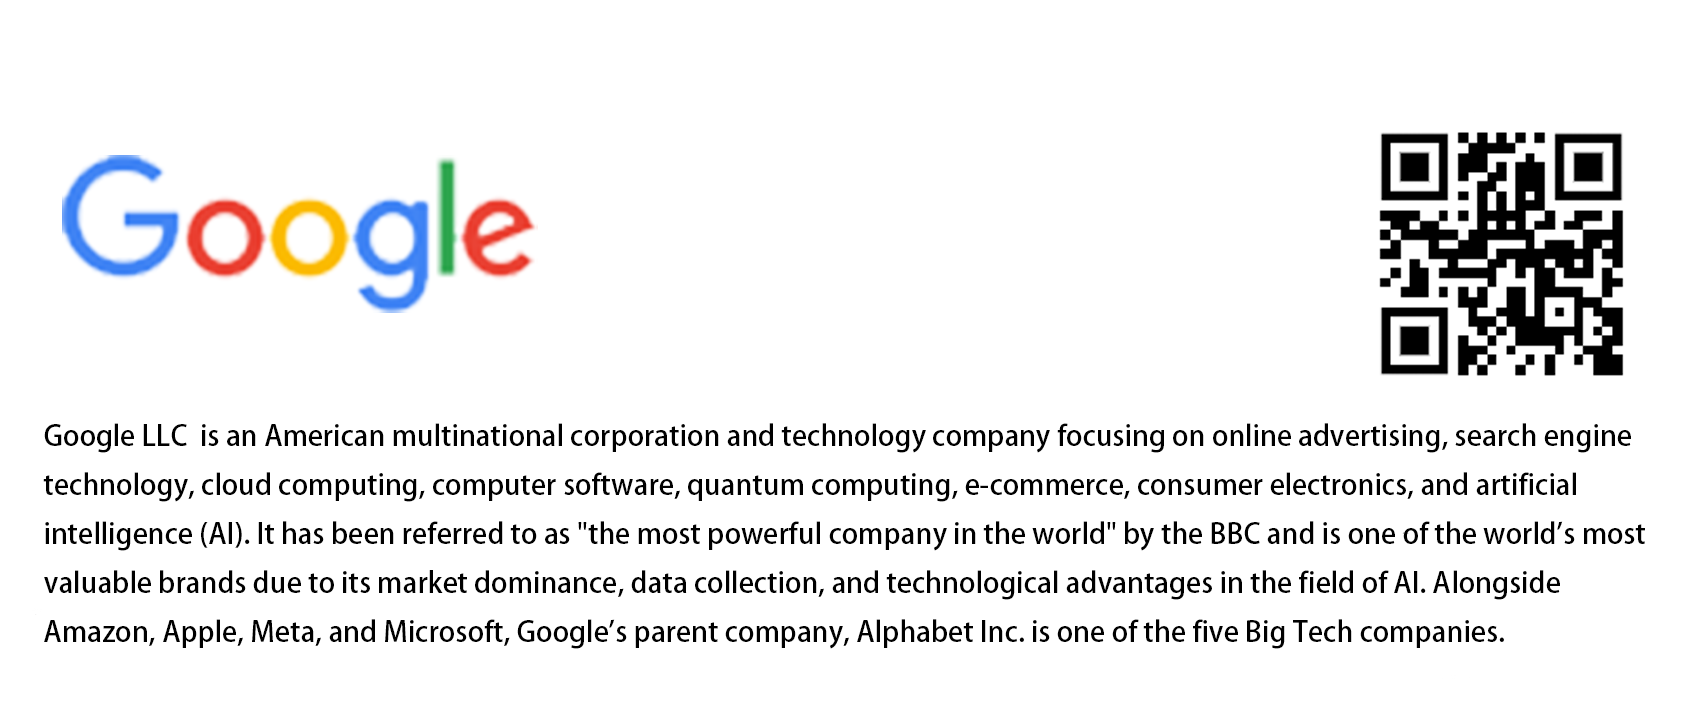 Google
Google LLC  is an American multinational corporation and technology company focusing on online advertising, search engine
technology, cloud computing, computer software, quantum computing, e-commerce, consumer electronics, and artificial
intelligence (AI). It has been referred to as "the most powerful company in the world" by the BBC and is one of the world’s most
valuable brands due to its market dominance, data collection, and technological advantages in the field of AI. Alongside
Amazon, Apple, Meta, and Microsoft, Google’s parent company, Alphabet Inc. is one of the five Big Tech companies.